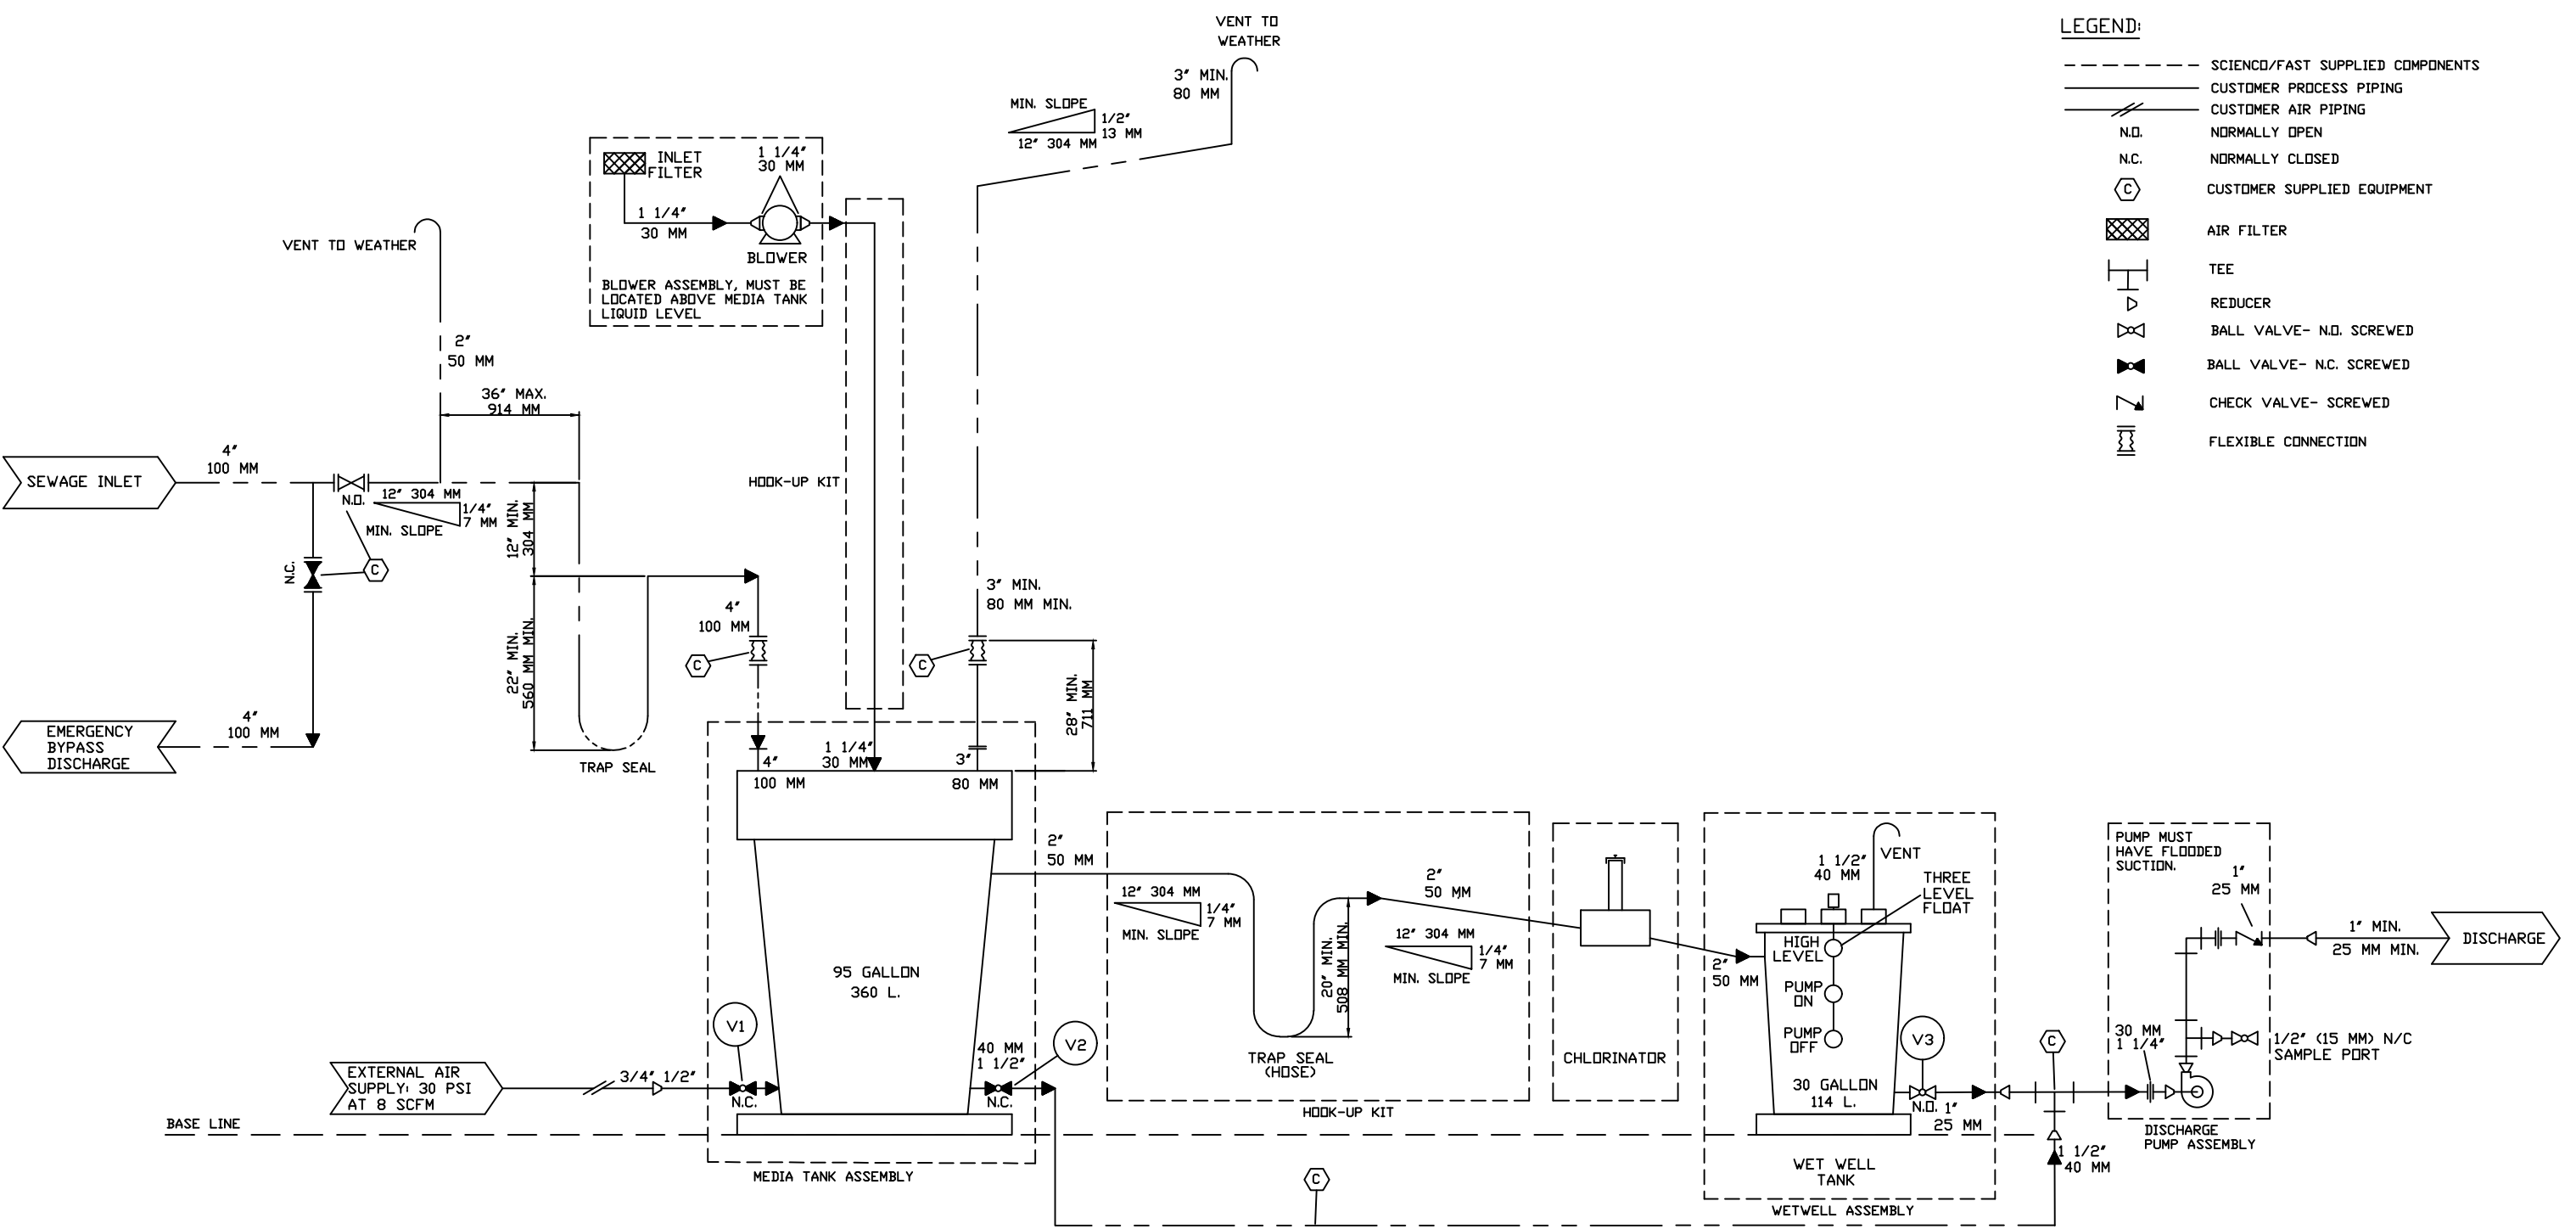 VENT TO
WEATHER
3" MIN.
80 MM
MIN. SLOPE
1/2"
13 MM
12" 304 MM
LEGEND:
SCIENCO/FAST SUPPLIED COMPONENTS
CUSTOMER PROCESS PIPING
CUSTOMER AIR PIPING
N.O. NORMALLY OPEN
N.C. NORMALLY CLOSED
C CUSTOMER SUPPLIED EQUIPMENT
AIR FILTER
TEE
REDUCER
BALL VALVE- N.O. SCREWED
BALL VALVE- N.C. SCREWED
CHECK VALVE- SCREWED
FLEXIBLE CONNECTION
INLET
FILTER
1 1/4"
30 MM
1 1/4"
30 MM
BLOWER
BLOWER ASSEMBLY, MUST BE
LOCATED ABOVE MEDIA TANK
LIQUID LEVEL
VENT TO WEATHER
2"
50 MM
36" MAX.
914 MM
HOOK-UP KIT
SEWAGE INLET
4"
100 MM
N.O.
12" 304 MM
1/4"
7 MM
MIN. SLOPE
12" MIN.
304 MM
N.C.
C
22" MIN.
560 MM MIN.
4"
100 MM
C
C
3" MIN.
80 MM MIN.
28" MIN.
711 MM
EMERGENCY
BYPASS
DISCHARGE
4"
100 MM
TRAP SEAL
4"
100 MM
1 1/4"
30 MM
3"
80 MM
2"
50 MM
12" 304 MM
1/4"
7 MM
MIN. SLOPE
20" MIN.
508 MM MIN.
2"
50 MM
12" 304 MM
1/4"
7 MM
MIN. SLOPE
TRAP SEAL
(HOSE)
HOOK-UP KIT
CHLORINATOR
95 GALLON
360 L.
V1
N.C.
40 MM
1 1/2"
V2
N.C.
EXTERNAL AIR
SUPPLY: 30 PSI
AT 8 SCFM
3/4" 1/2"
BASE LINE
MEDIA TANK ASSEMBLY
C
1 1/2"
40 MM
VENT
THREE
LEVEL
FLOAT
HIGH
LEVEL
PUMP
ON
PUMP
OFF
2"
50 MM
30 GALLON
114 L.
V3
N.O.
1"
25 MM
WET WELL
TANK
WETWELL ASSEMBLY
C
1 1/2"
40 MM
PUMP MUST
HAVE FLOODED
SUCTION.
1"
25 MM
30 MM
1 1/4"
1/2" (15 MM) N/C
SAMPLE PORT
DISCHARGE
PUMP ASSEMBLY
1" MIN.
25 MM MIN.
DISCHARGE